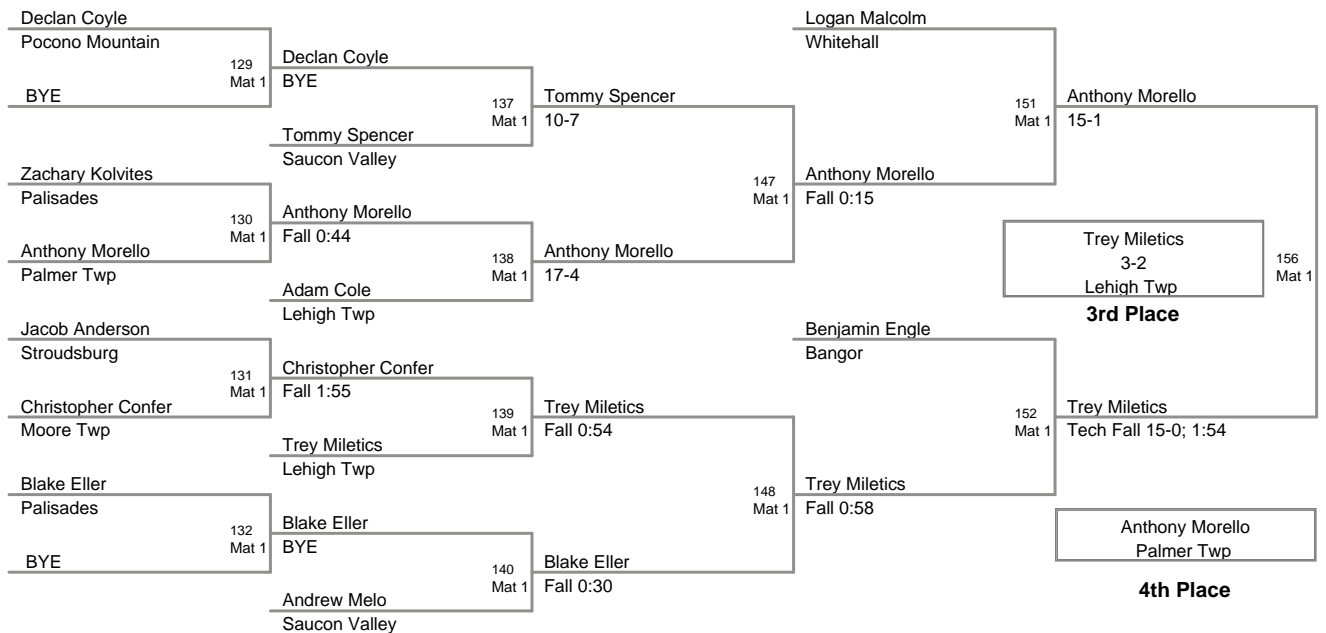 Declan Coyle
Pocono Mountain
129
Mat 1
BYE
Zachary Kolvites
Palisades
130
Mat 1
Anthony Morello
Palmer Twp
Jacob Anderson
Stroudsburg
131
Mat 1
Christopher Confer
Moore Twp
Blake Eller
Palisades
132
Mat 1
BYE
Declan Coyle
BYE
137
Mat 1
Tommy Spencer
Saucon Valley
Anthony Morello
Fall 0:44
138
Mat 1
Adam Cole
Lehigh Twp
Christopher Confer
Fall 1:55
139
Mat 1
Trey Miletics
Lehigh Twp
Blake Eller
BYE
140
Mat 1
Andrew Melo
Saucon Valley
Tommy Spencer
10-7
147
Mat 1
Anthony Morello
17-4
Trey Miletics
Fall 0:54
148
Mat 1
Blake Eller
Fall 0:30
Logan Malcolm
Whitehall
151
Mat 1
Anthony Morello
Fall 0:15
Benjamin Engle
Bangor
152
Mat 1
Trey Miletics
Fall 0:58
Anthony Morello
15-1
156
Mat 1
Trey Miletics
Tech Fall 15-0; 1:54
Trey Miletics
3-2
Lehigh Twp
3rd Place
Anthony Morello
Palmer Twp
4th Place